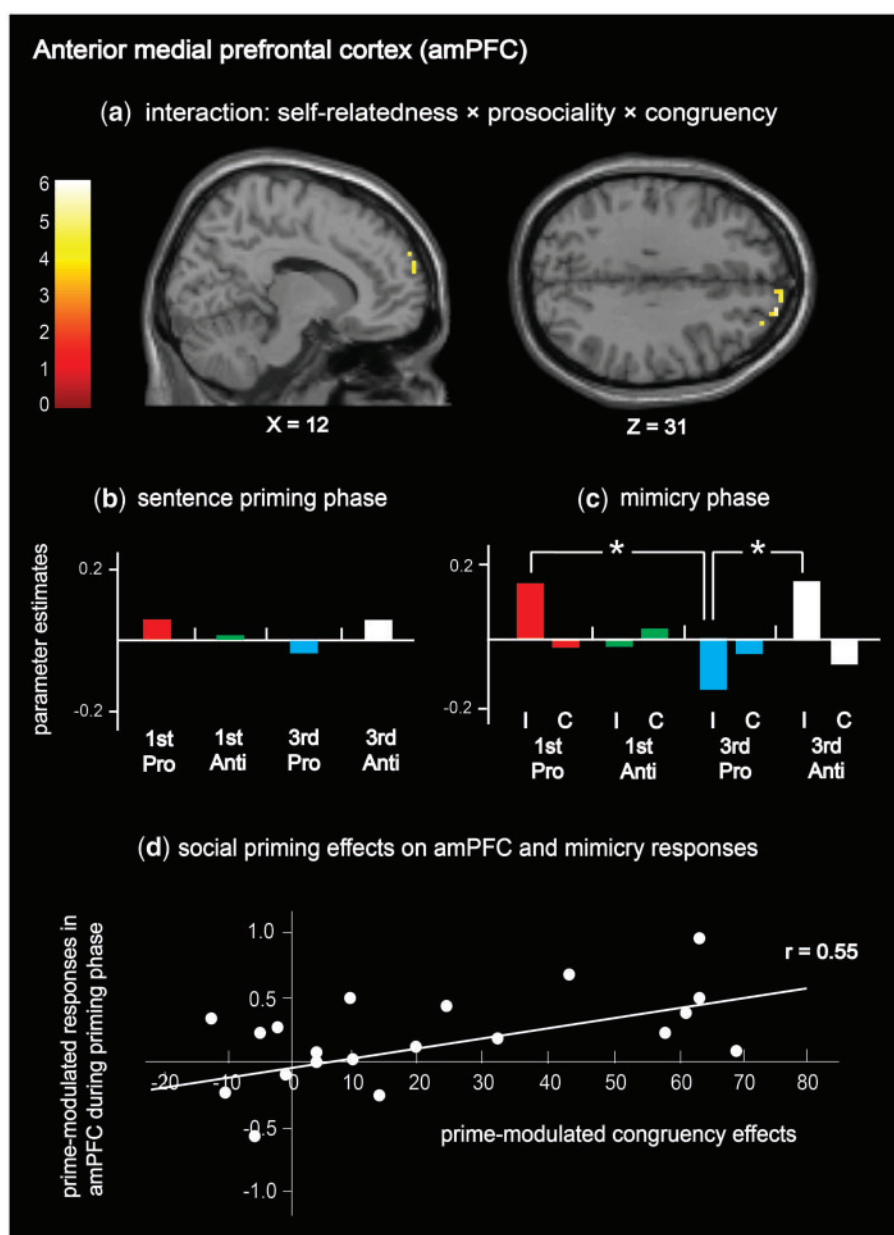 Anterior medial prefrontal cortex (amPFC)
(a) interaction: self-relatedness × prosociality × congruency
6
5
4
3
2
1
0
X = 12
Z = 31
(b) sentence priming phase
parameter estimates
0.2
-0.2
1st Pro
1st Anti
3rd Pro
3rd Anti
(c) mimicry phase
0.2
-0.2
* *
I C I C I C I C
1st Pro
1st Anti
3rd Pro
3rd Anti
(d) social priming effects on amPFC and mimicry responses
prime-modulated responses in
amPFC during priming phase
1.0
0.5
-0.5
-1.0
r = 0.55
-20 -10 0 10 20 30 40 50 60 70 80
prime-modulated congruency effects